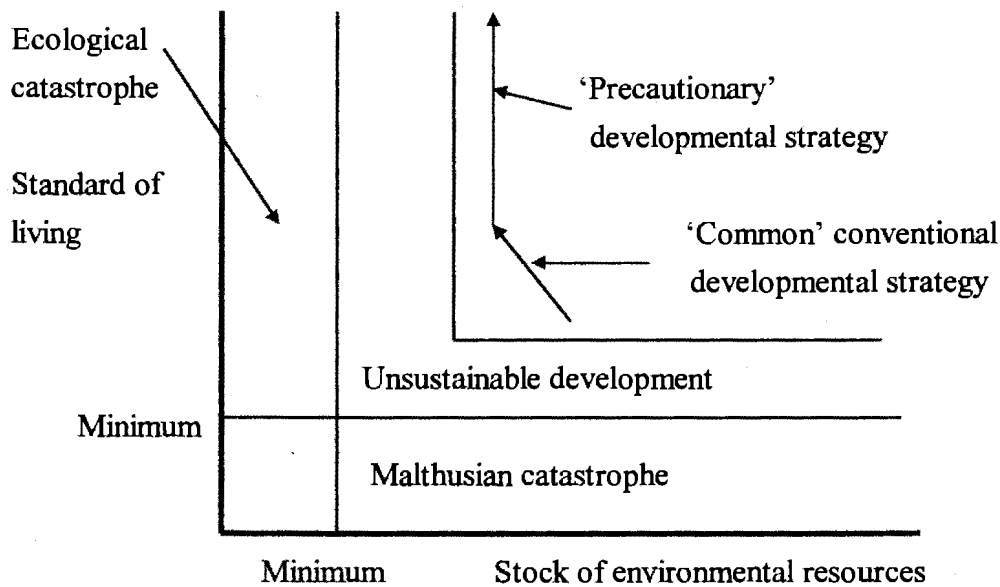 Ecological
catastrophe
Standard of
living
‘Precautionary’
developmental strategy
‘Common’ conventional
developmental strategy
Unsustainable development
Minimum
Malthusian catastrophe
Minimum
Stock of environmental resources